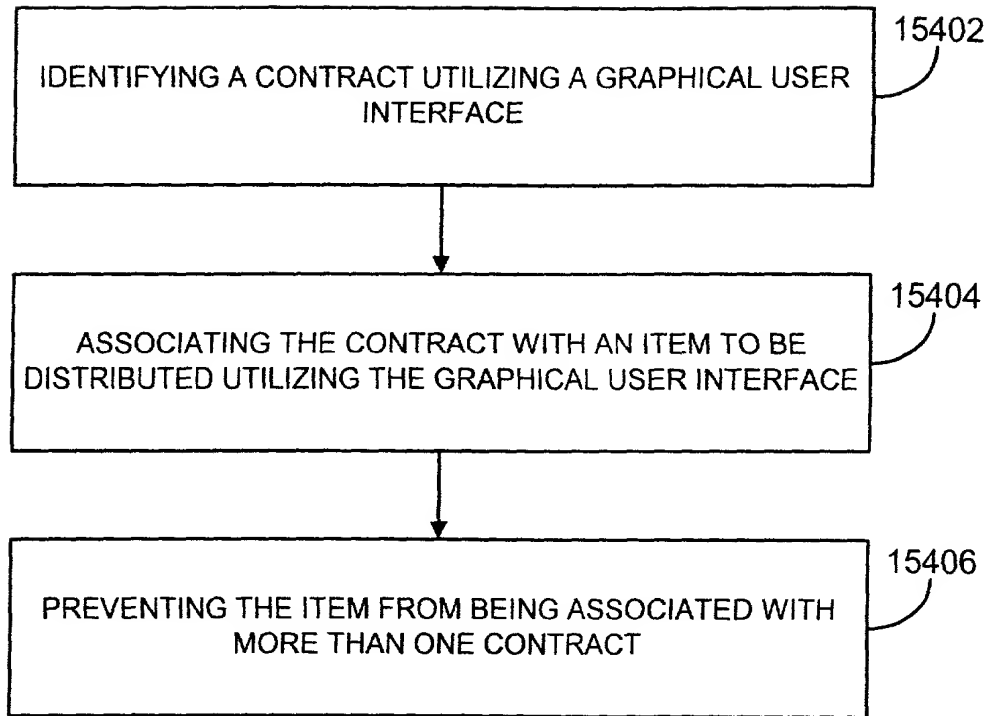 15402
IDENTIFYING A CONTRACT UTILIZING A GRAPHICAL USER
INTERFACE
15404
ASSOCIATING THE CONTRACT WITH AN ITEM TO BE
DISTRIBUTED UTILIZING THE GRAPHICAL USER INTERFACE
15406
PREVENTING THE ITEM FROM BEING ASSOCIATED WITH
MORE THAN ONE CONTRACT